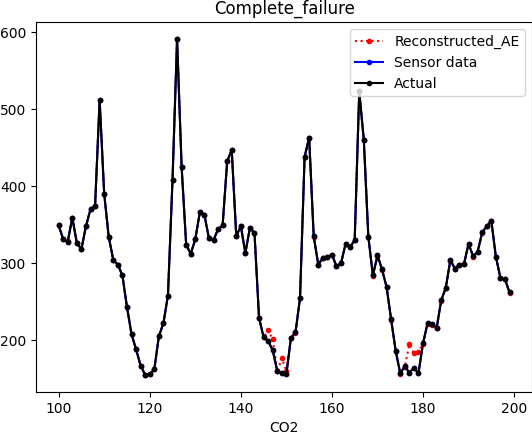 Complete_failure
Reconstructed_AE
Sensor data
Actual
600
500
400
300
200
100 120 140 160 180 200
CO2